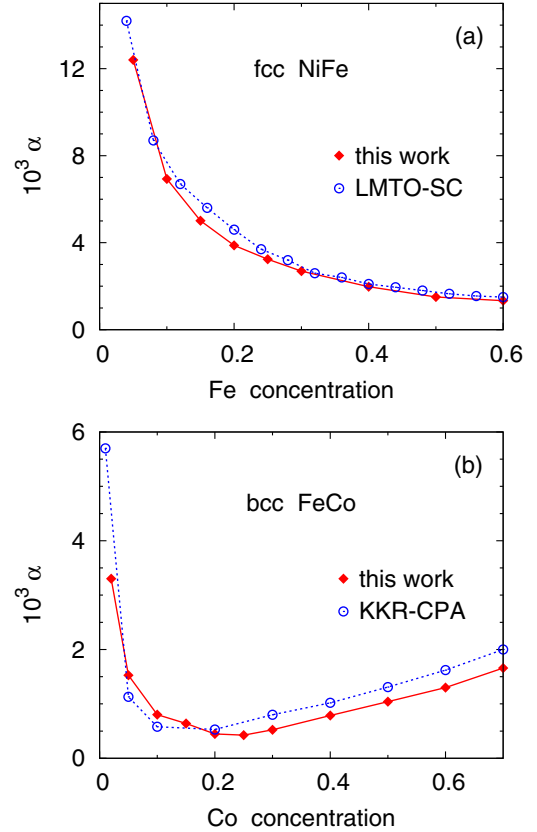 (a)
fcc NiFe
12
8
4
0
10³ α
this work
LMTO-SC
0 0.2 0.4 0.6
Fe concentration
(b)
bcc FeCo
6
4
2
0
10³ α
this work
KKR-CPA
0 0.2 0.4 0.6
Co concentration